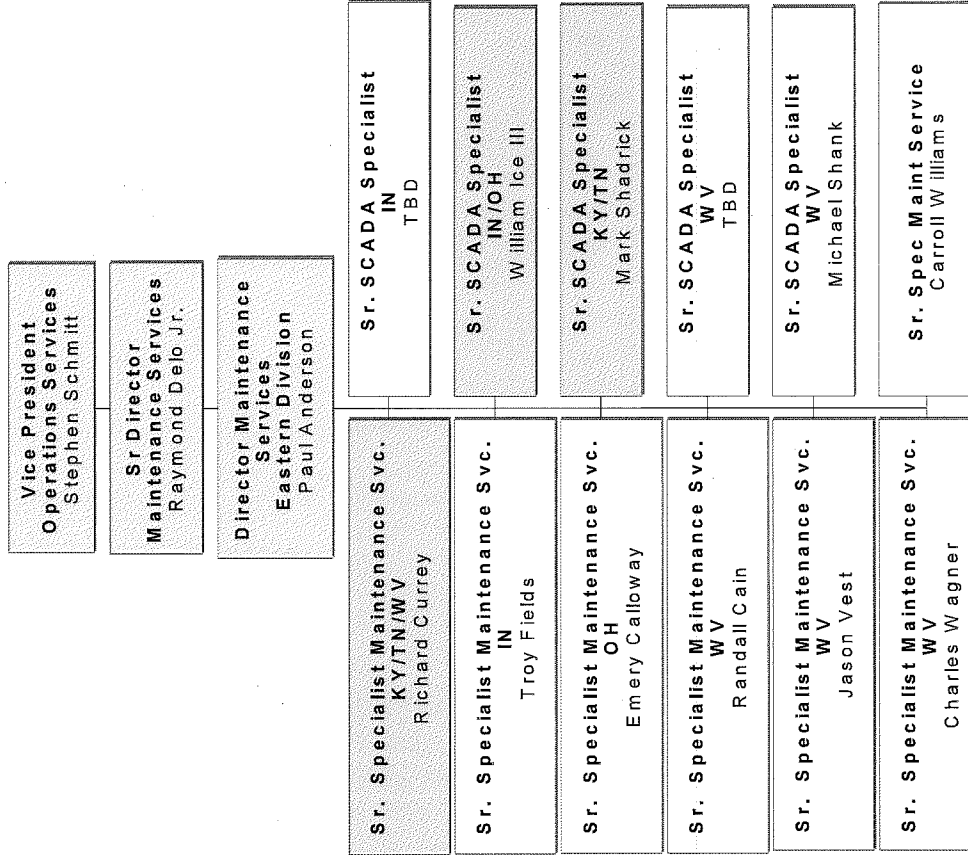 Vice President
Operations Services
Stephen Schmitt
Sr Director
Maintenance Services
Raymond Delo Jr.
Director Maintenance
Services
Eastern Division
Paul Anderson
Sr. Specialist Maintenance Svc.
KY/TN/WV
Richard Currey
Sr. SCADA Specialist
IN
TBD
Sr. Specialist Maintenance Svc.
IN
Troy Fields
Sr. SCADA Specialist
IN/OH
William Ice III
Sr. Specialist Maintenance Svc.
OH
Emery Calloway
Sr. SCADA Specialist
KY/TN
Mark Shadrick
Sr. Specialist Maintenance Svc.
WV
Randall Cain
Sr. SCADA Specialist
WV
TBD
Sr. Specialist Maintenance Svc.
WV
Jason Vest
Sr. SCADA Specialist
WV
Michael Shank
Sr. Specialist Maintenance Svc.
WV
Charles Wagner
Sr. Spec Maint Service
Carroll Williams